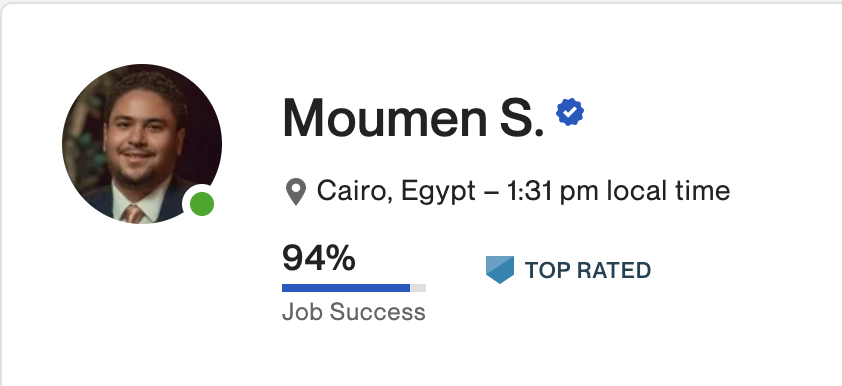 Moumen S.
Cairo, Egypt – 1:31 pm local time
94%
TOP RATED
Job Success